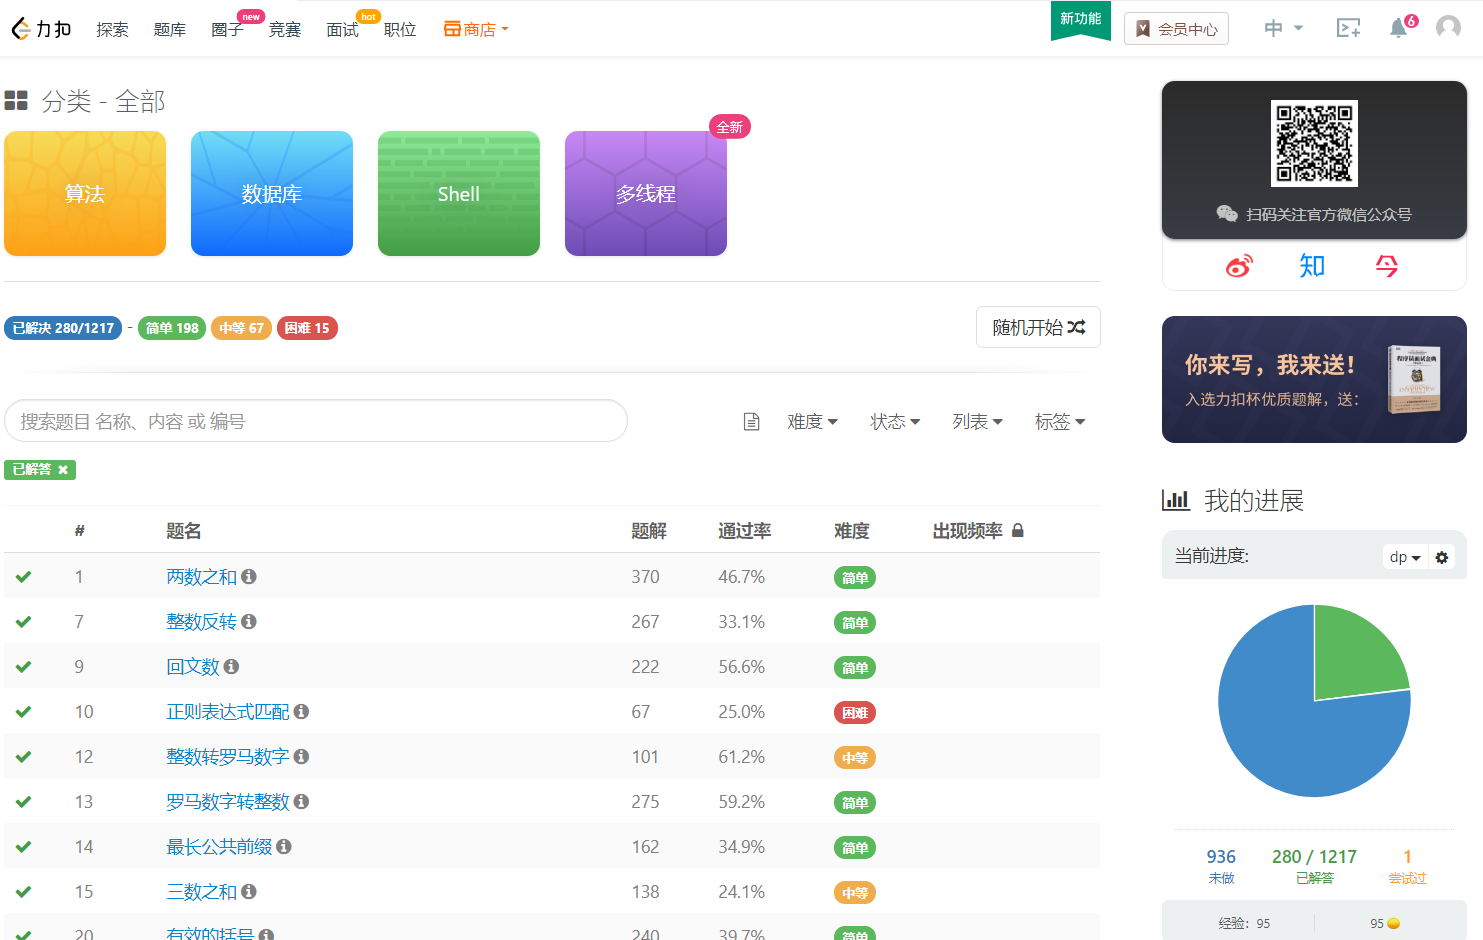 力扣 探索 题库 圈子 new 竞赛 面试 hot 职位 商店 新功能 会员中心 中 6
分类 - 全部
算法
数据库
Shell
多线程
全新
扫码关注官方微信公众号
知
已解决 280/1217 - 简单 198 中等 67 困难 15
随机开始
你来写，我来送！
入选力扣杯优质题解，送：
程序员面试金典
搜索题目 名称、内容 或 编号
难度 状态 列表 标签
已解答 ✖
我的进展
# 题名 题解 通过率 难度 出现频率
当前进度: dp
1 两数之和 370 46.7% 简单
7 整数反转 267 33.1% 简单
9 回文数 222 56.6% 简单
10 正则表达式匹配 67 25.0% 困难
12 整数转罗马数字 101 61.2% 中等
13 罗马数字转整数 275 59.2% 简单
14 最长公共前缀 162 34.9% 简单
15 三数之和 138 24.1% 中等
20 有效的括号 240 39.7% 简单
936 280 / 1217 1
未做 已解答 尝试过
经验: 95 95